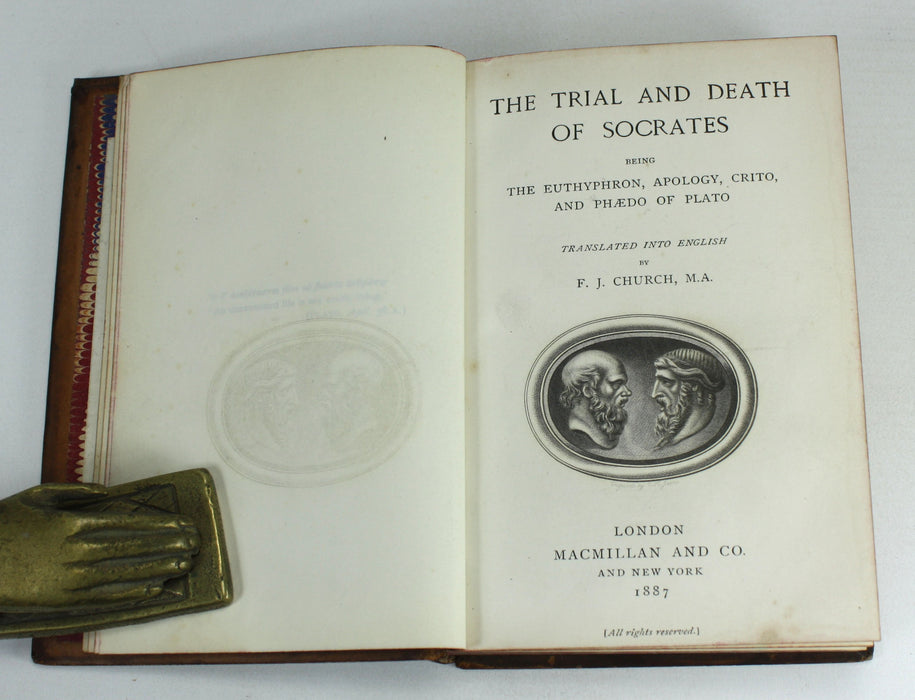 THE TRIAL AND DEATH
OF SOCRATES
BEING
THE EUTHYPHRON, APOLOGY, CRITO,
AND PHÆDO OF PLATO
TRANSLATED INTO ENGLISH
BY
F. J. CHURCH, M.A.
LONDON
MACMILLAN AND CO.
AND NEW YORK
1887
[All rights reserved.]